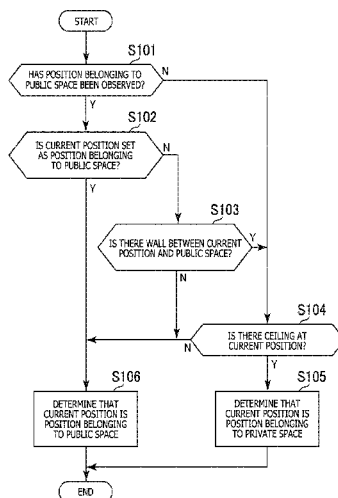 START
S101
HAS POSITION BELONGING TO
PUBLIC SPACE BEEN OBSERVED?
N
Y
S102
IS CURRENT POSITION SET
AS POSITION BELONGING
TO PUBLIC SPACE?
N
Y
S103
IS THERE WALL BETWEEN CURRENT
POSITION AND PUBLIC SPACE?
Y
N
S104
IS THERE CEILING AT
CURRENT POSITION?
N
Y
S106
DETERMINE THAT
CURRENT POSITION IS
POSITION BELONGING
TO PUBLIC SPACE
S105
DETERMINE THAT
CURRENT POSITION IS
POSITION BELONGING
TO PRIVATE SPACE
END